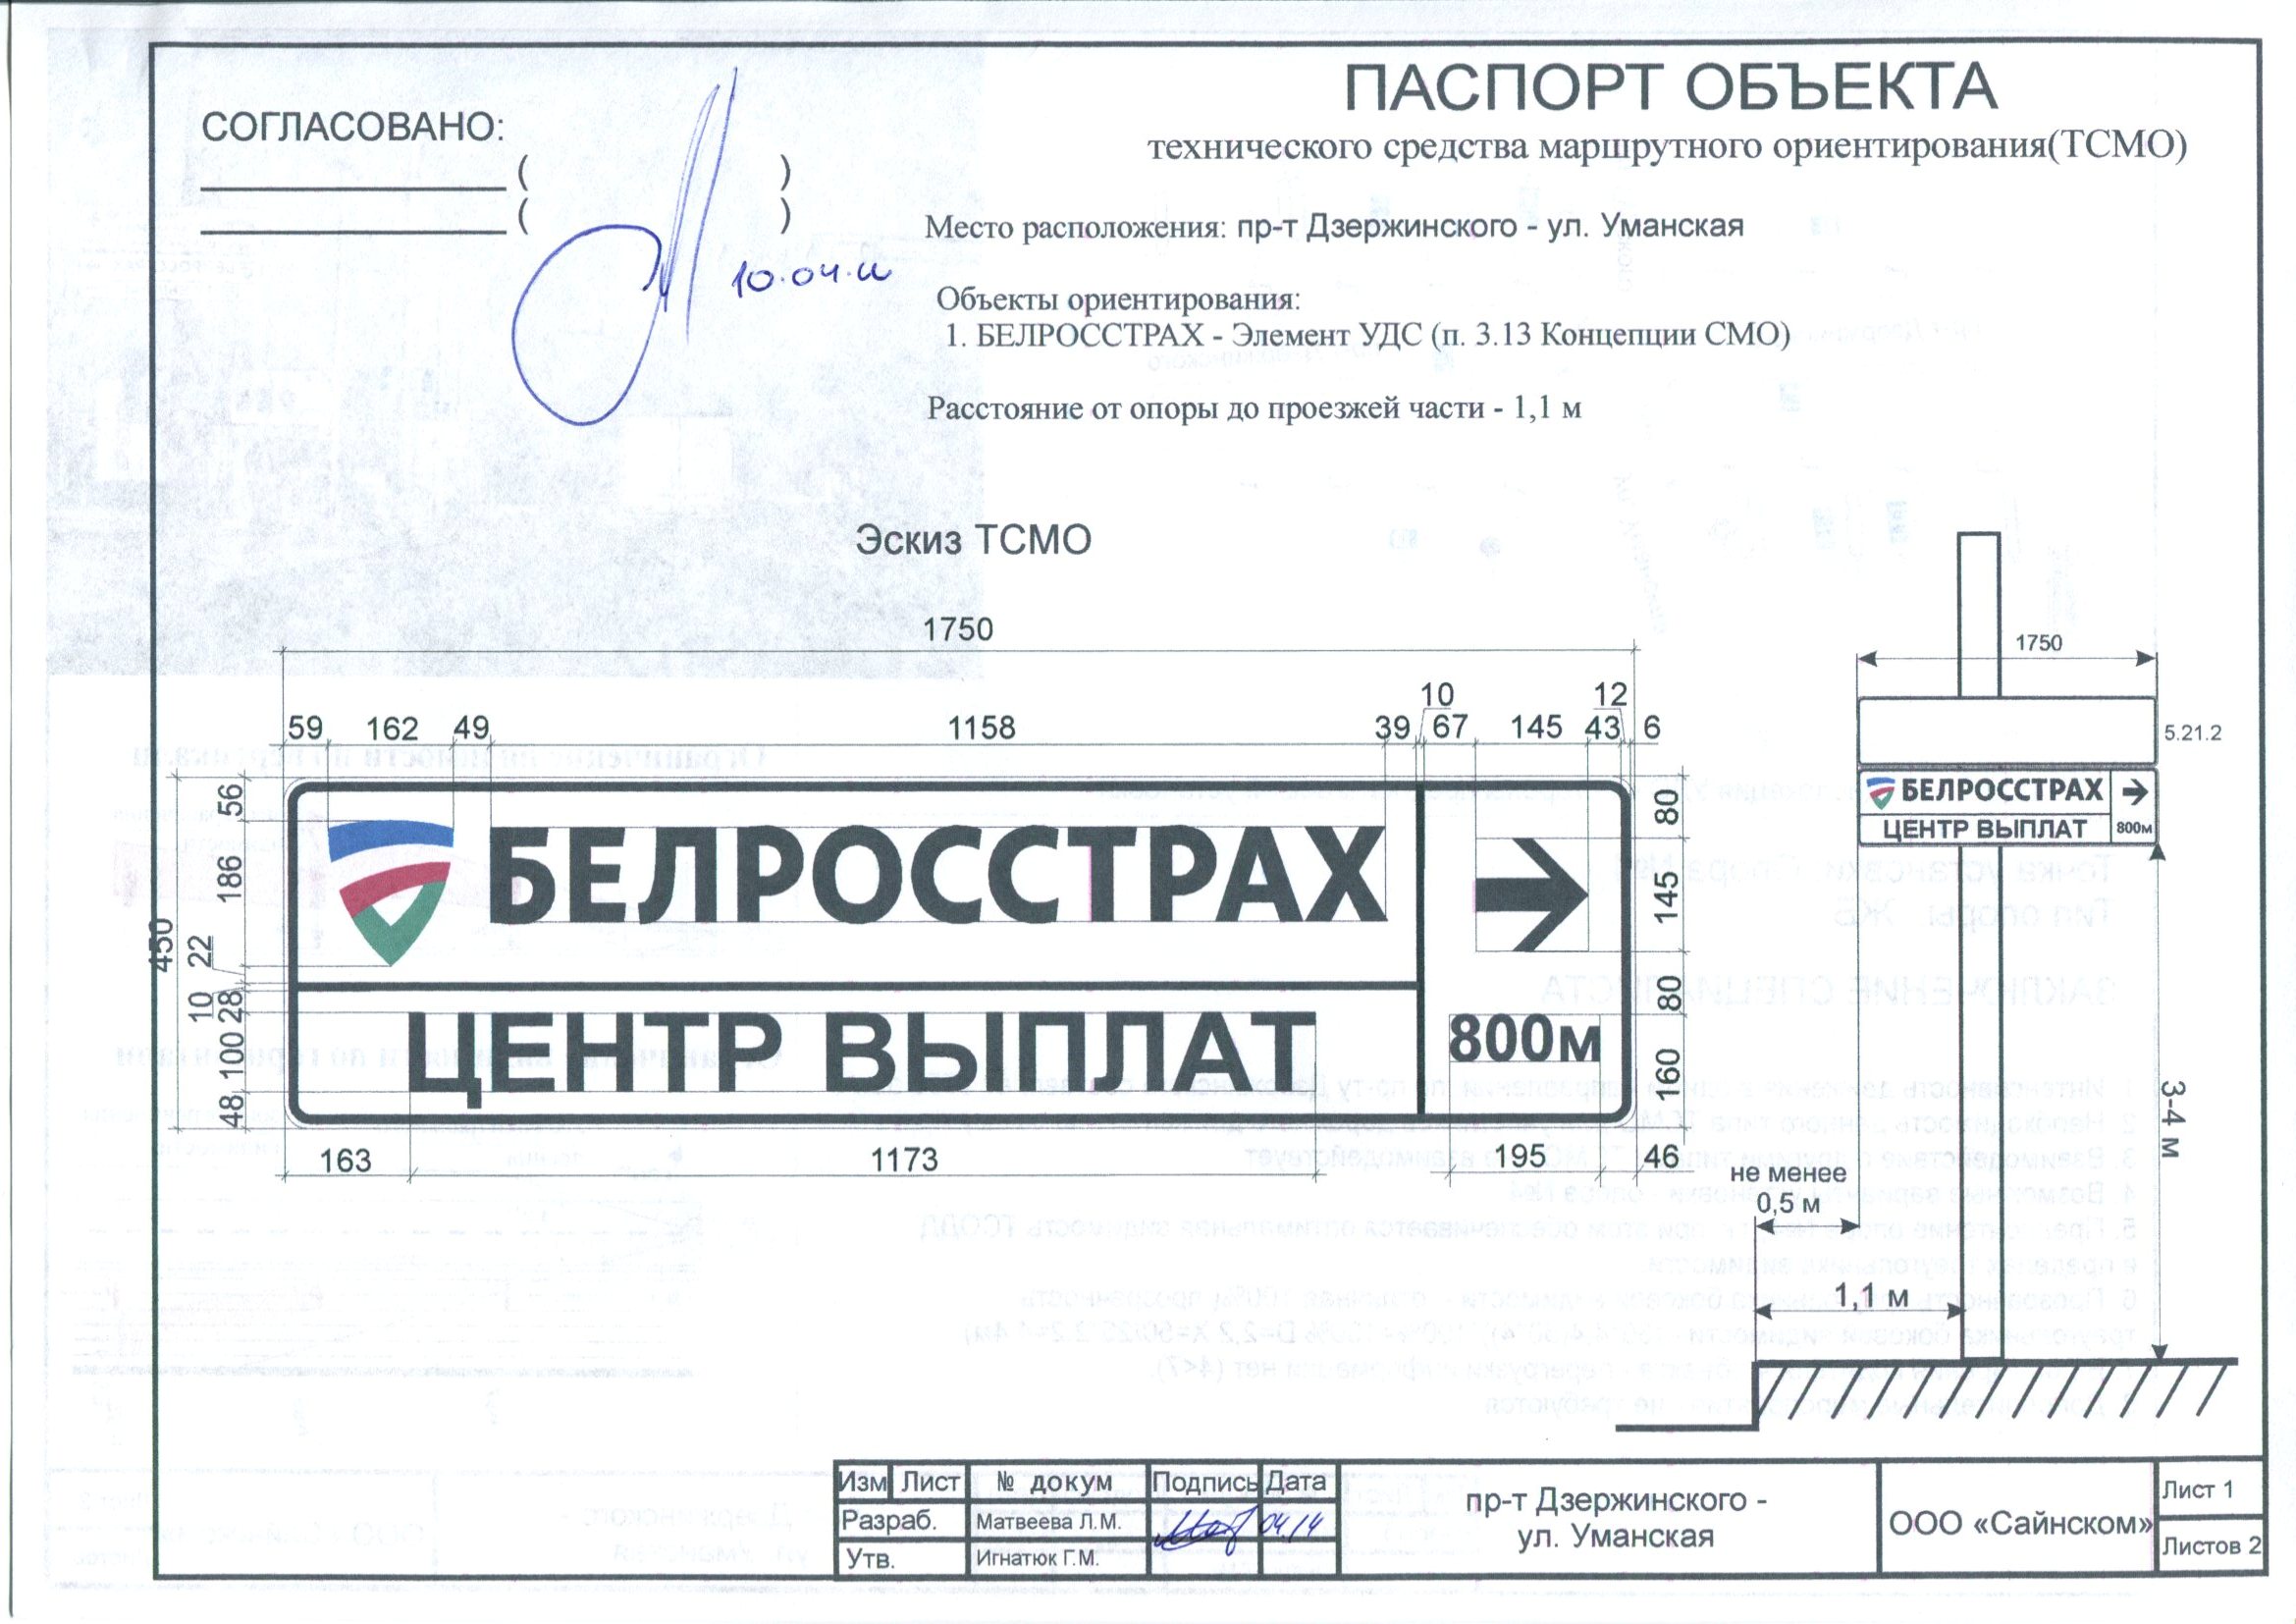 ПАСПОРТ ОБЪЕКТА
технического средства маршрутного ориентирования(ТСМО)
СОГЛАСОВАНО:
( )
( )
10.04.
Место расположения: пр-т Дзержинского - ул. Уманская
Объекты ориентирования:
1. БЕЛРОССТРАХ - Элемент УДС (п. 3.13 Концепции СМО)
Расстояние от опоры до проезжей части - 1,1 м
Эскиз ТСМО
1750
10 12
59 162 49 1158 39 67 145 43 6
450
56
186
22
10
28
100
48
БЕЛРОССТРАХ
ЦЕНТР ВЫПЛАТ
800м
80
145
80
160
163 1173 195 46
1750
5.21.2
БЕЛРОССТРАХ
ЦЕНТР ВЫПЛАТ
800м
3-4 м
не менее
0,5 м
1,1 м
Изм Лист № докум Подпись Дата
Разраб. Матвеева Л.М. 04.14
Утв. Игнатюк Г.М.
пр-т Дзержинского -
ул. Уманская
ООО «Сайнском»
Лист 1
Листов 2